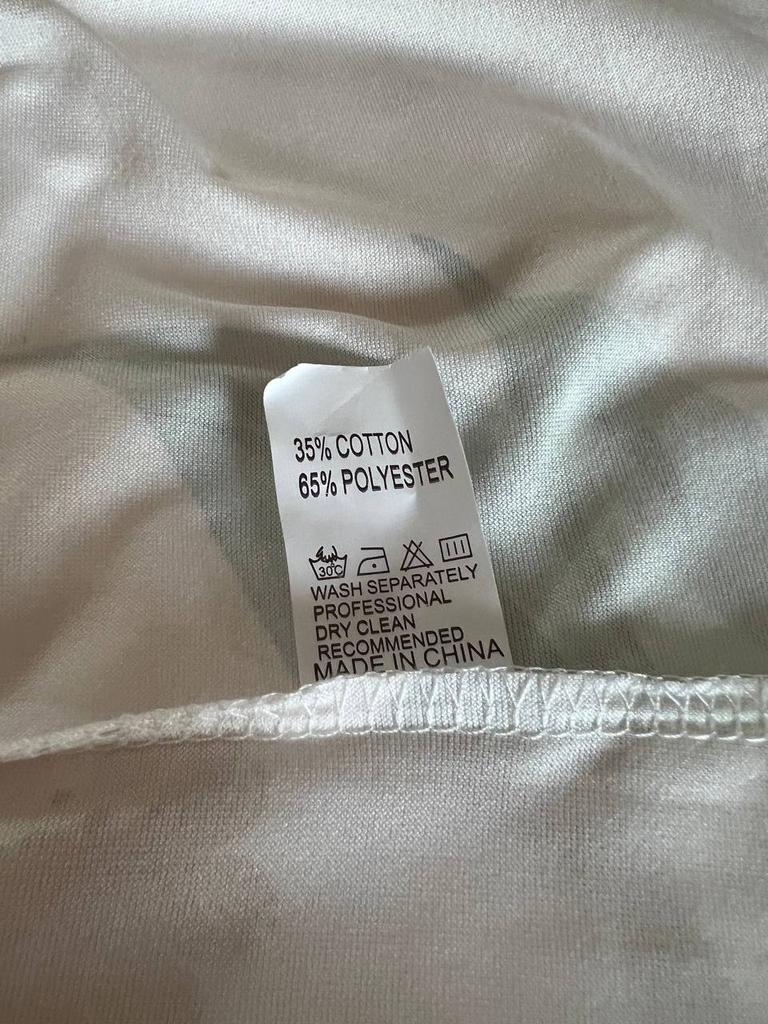 35% COTTON
65% POLYESTER
30°C
WASH SEPARATELY
PROFESSIONAL
DRY CLEAN
RECOMMENDED
MADE IN CHINA